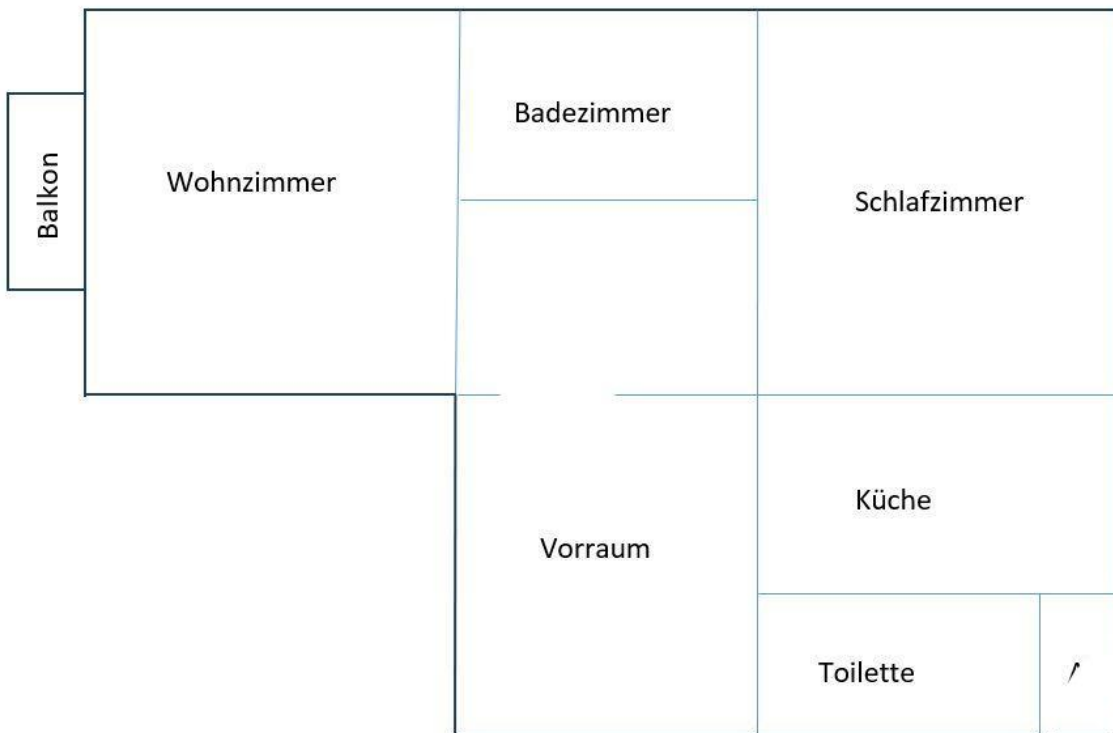 Badezimmer
Wohnzimmer
Balkon
Schlafzimmer
Küche
Vorraum
Toilette